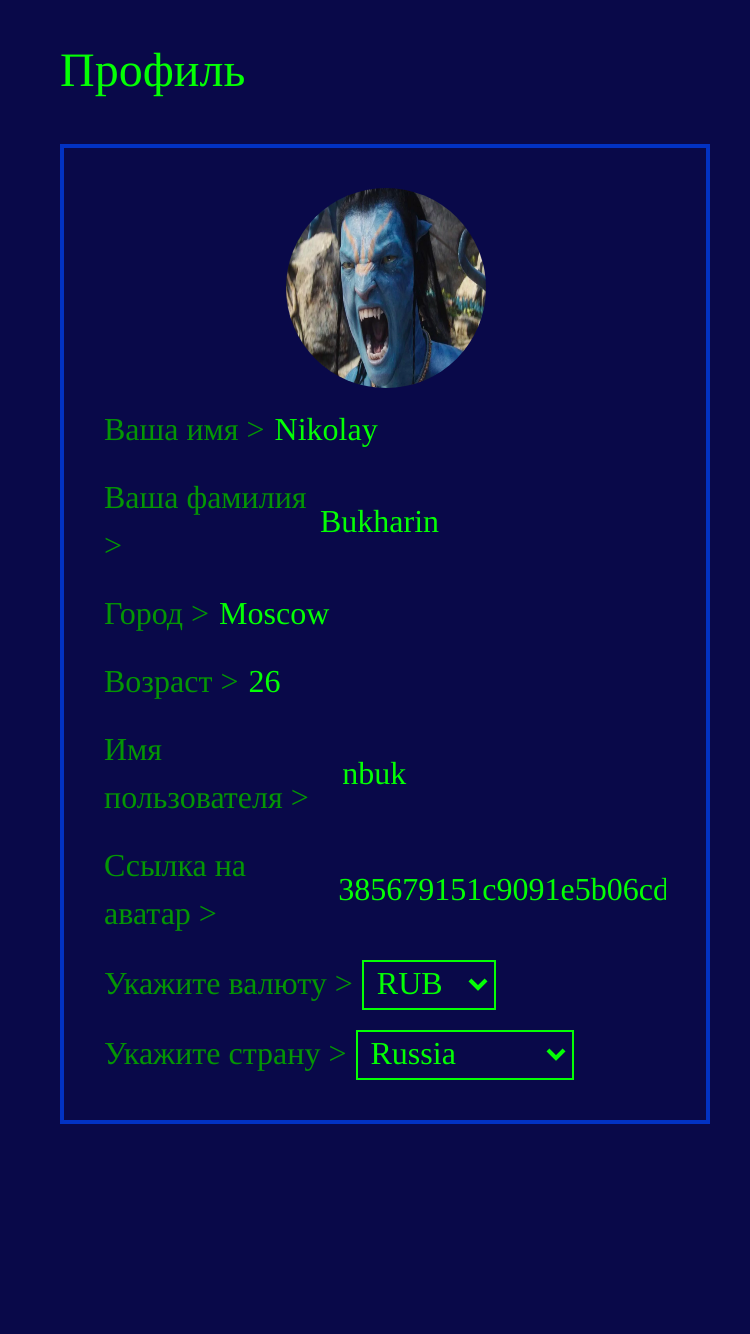 Профиль
Ваша имя > Nikolay
Ваша фамилия
> Bukharin
Город > Moscow
Возраст > 26
Имя
пользователя > nbuk
Ссылка на
аватар > 385679151c9091e5b06cd
Укажите валюту > RUB
Укажите страну > Russia